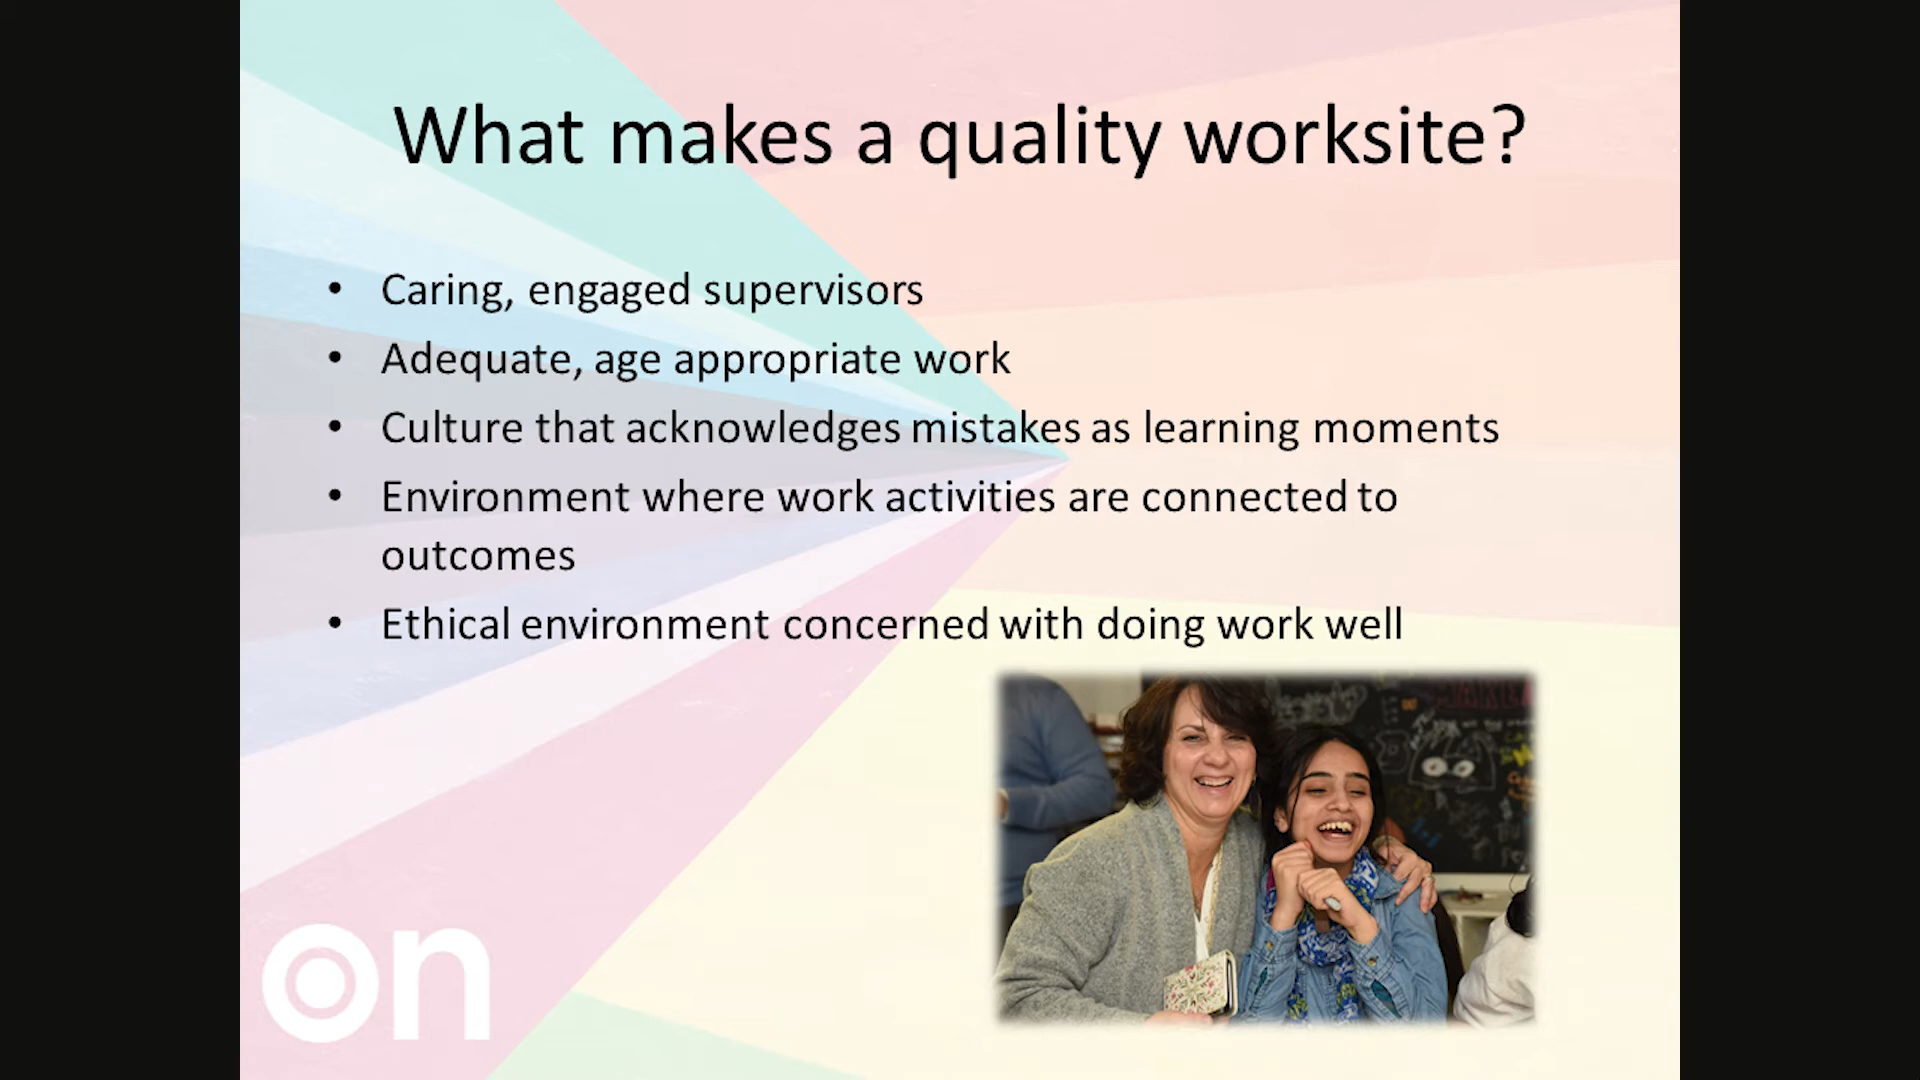 What makes a quality worksite?
• Caring, engaged supervisors
• Adequate, age appropriate work
• Culture that acknowledges mistakes as learning moments
• Environment where work activities are connected to
outcomes
• Ethical environment concerned with doing work well
on